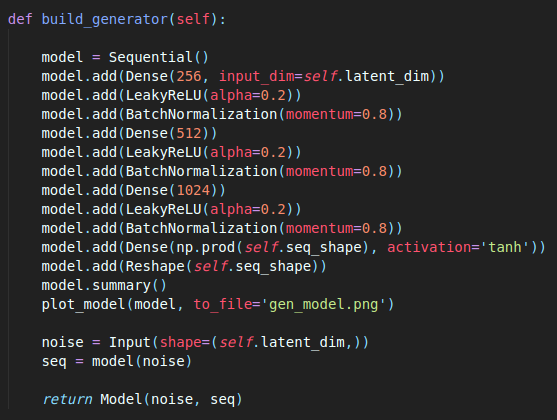 def build_generator(self):
model = Sequential()
model.add(Dense(256, input_dim=self.latent_dim))
model.add(LeakyReLU(alpha=0.2))
model.add(BatchNormalization(momentum=0.8))
model.add(Dense(512))
model.add(LeakyReLU(alpha=0.2))
model.add(BatchNormalization(momentum=0.8))
model.add(Dense(1024))
model.add(LeakyReLU(alpha=0.2))
model.add(BatchNormalization(momentum=0.8))
model.add(Dense(np.prod(self.seq_shape), activation='tanh'))
model.add(Reshape(self.seq_shape))
model.summary()
plot_model(model, to_file='gen_model.png')
noise = Input(shape=(self.latent_dim,))
seq = model(noise)
return Model(noise, seq)